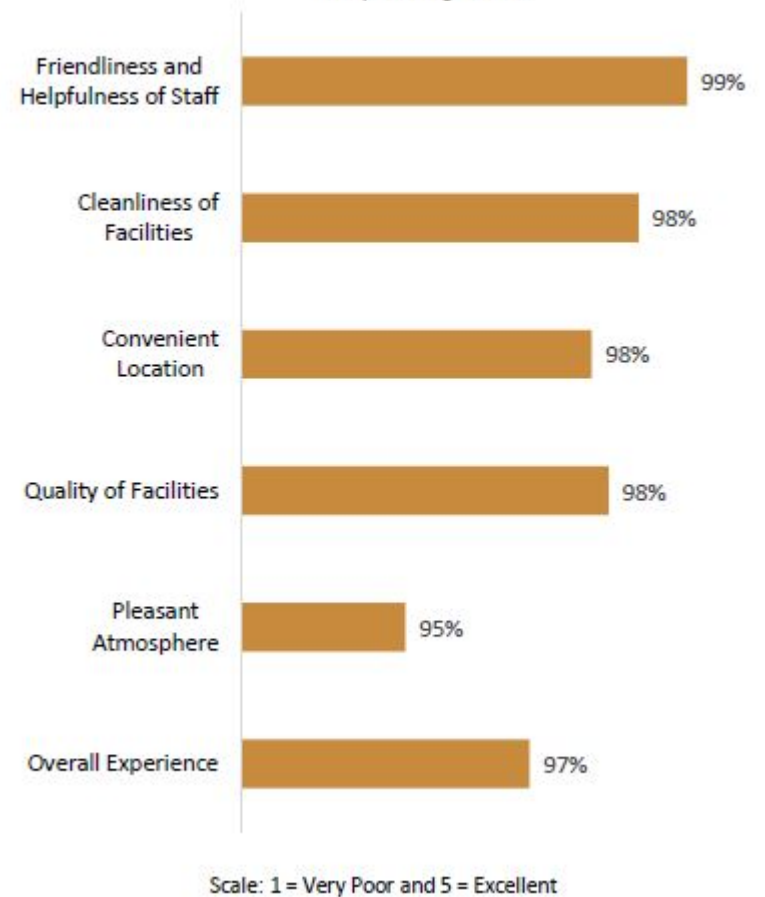 Friendliness and
Helpfulness of Staff
99%
Cleanliness of
Facilities
98%
Convenient
Location
98%
Quality of Facilities
98%
Pleasant
Atmosphere
95%
Overall Experience
97%
Scale: 1 = Very Poor and 5 = Excellent